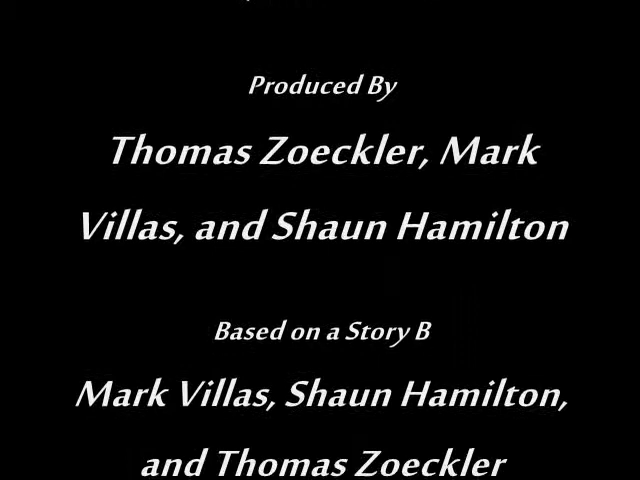 Produced By
Thomas Zoeckler, Mark
Villas, and Shaun Hamilton
Based on a Story B
Mark Villas, Shaun Hamilton,
and Thomas Zoeckler